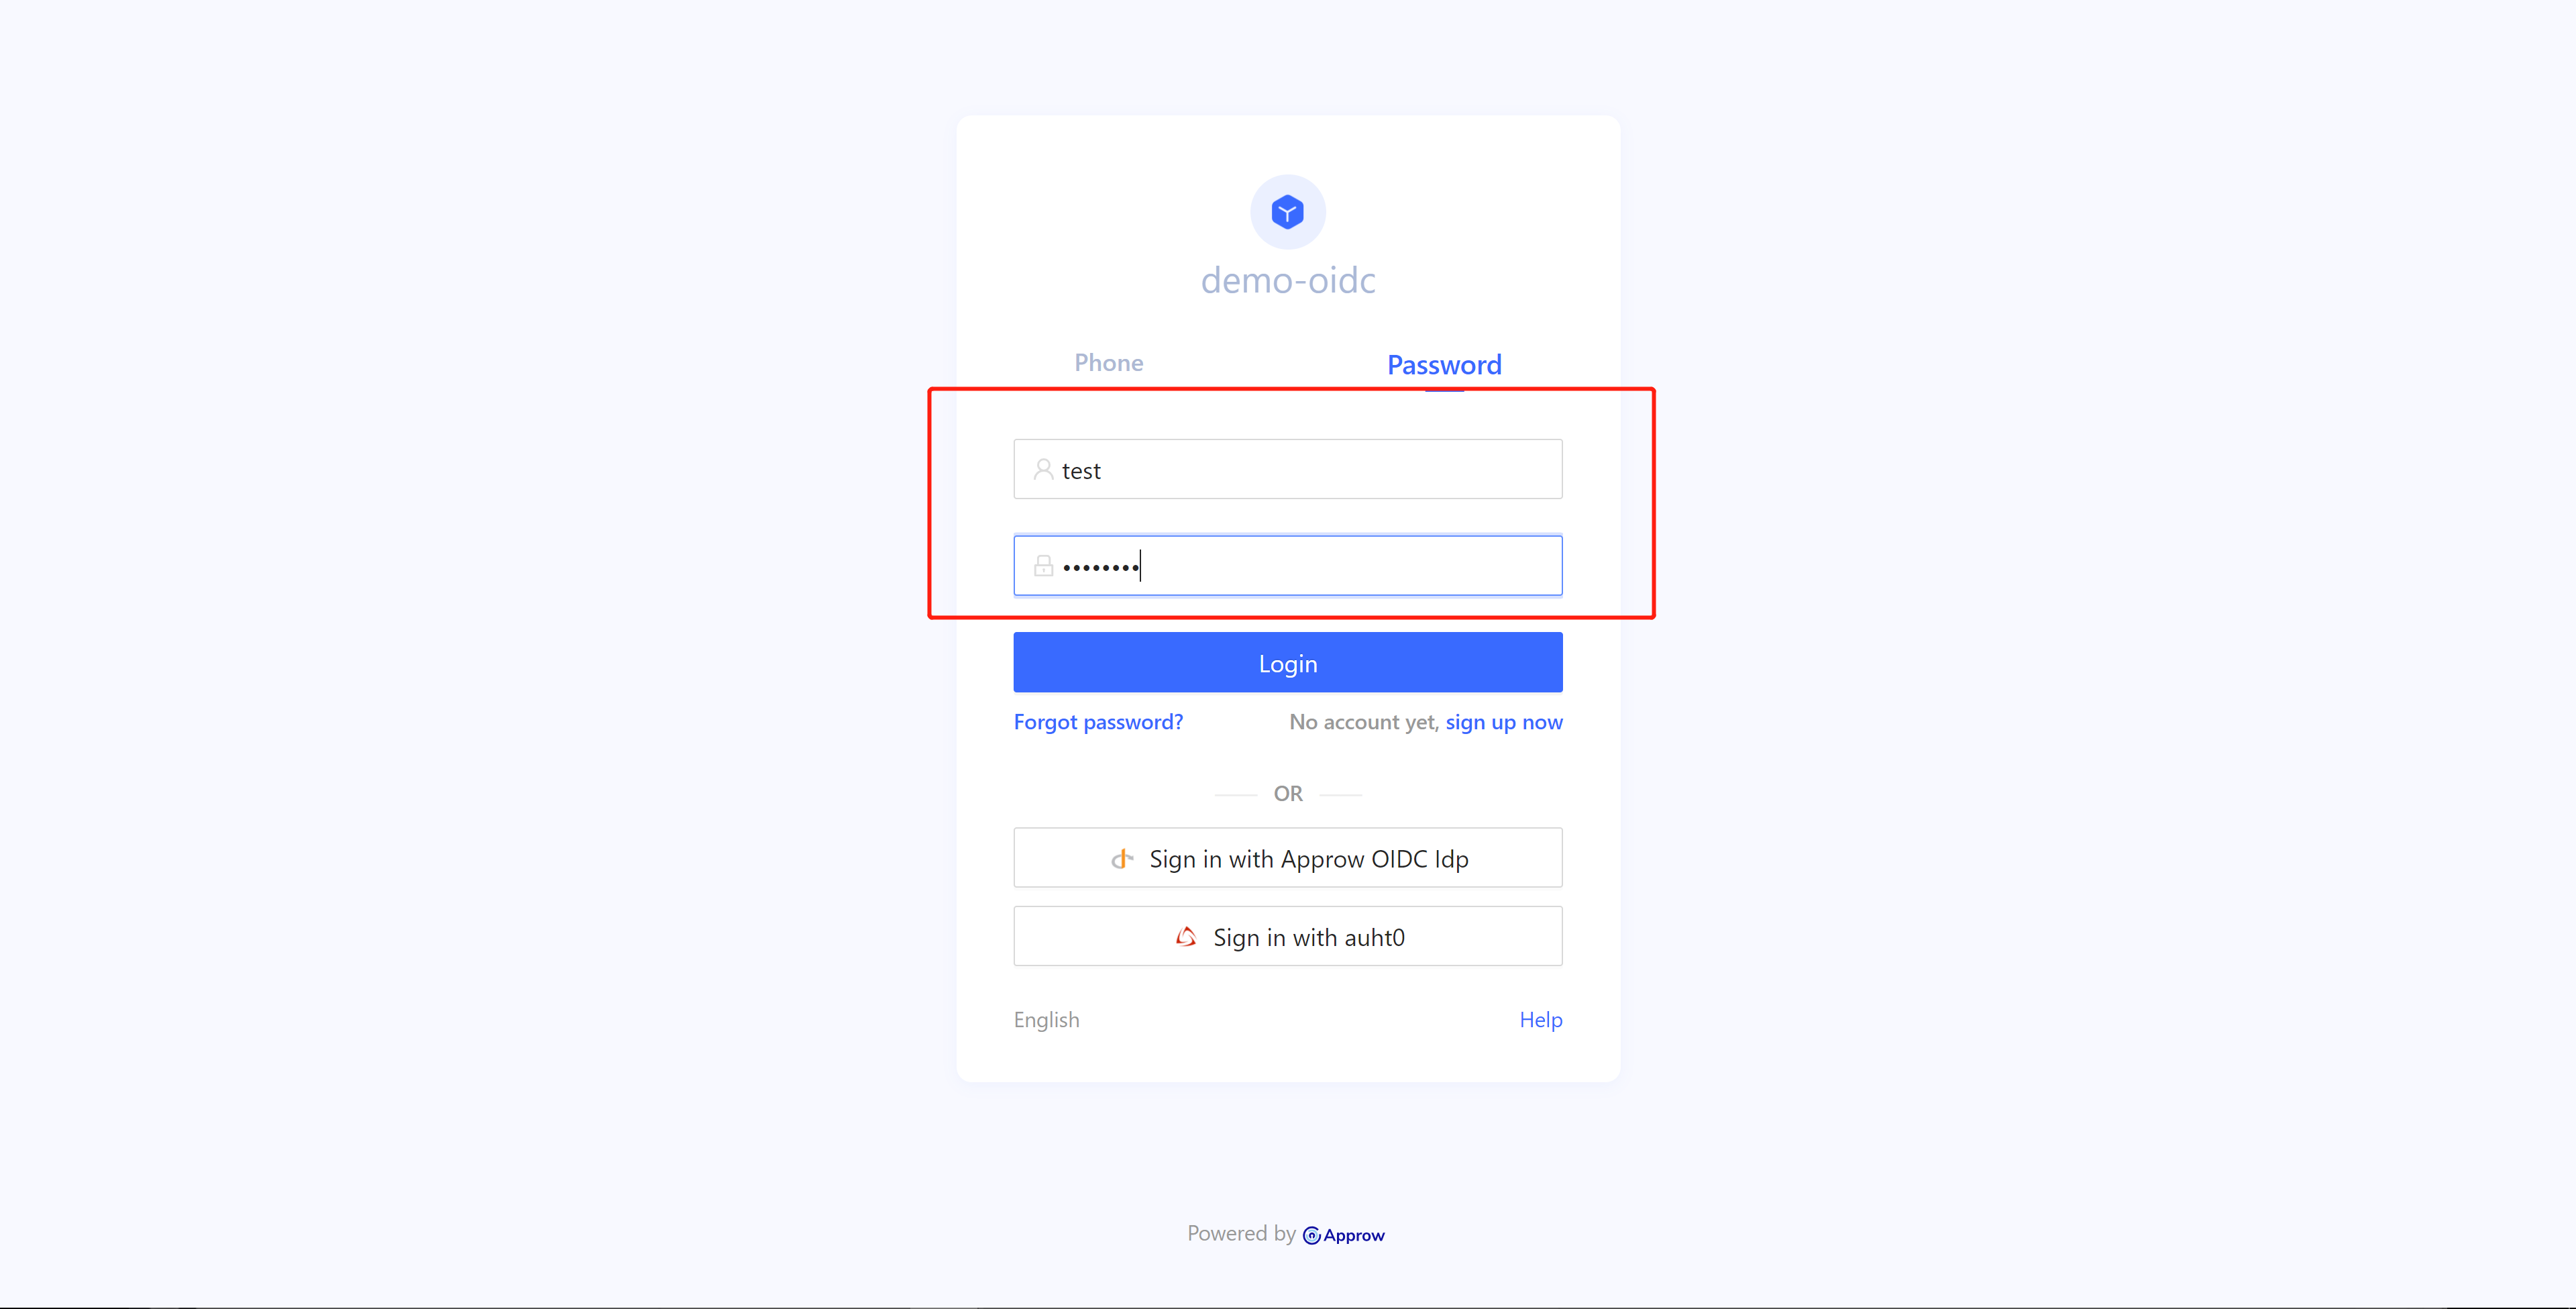 demo-oidc
Phone
Password
test
••••••••
Login
Forgot password?
No account yet, sign up now
OR
Sign in with Approw OIDC Idp
Sign in with auht0
English
Help
Powered by Approw